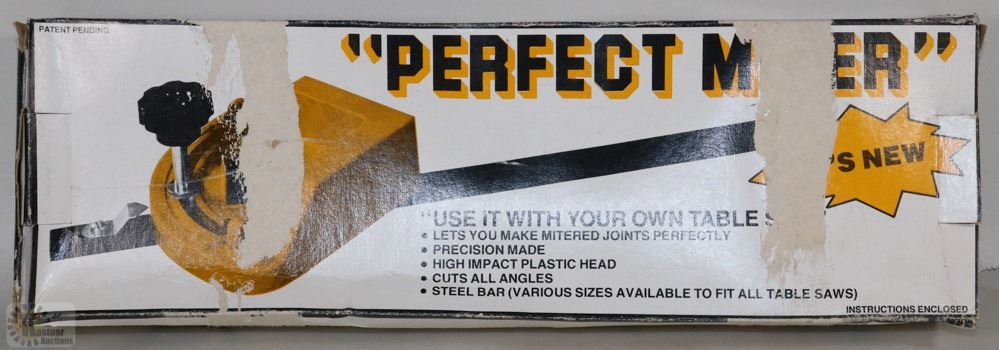 PATENT PENDING
"PERFECT M ER"
'S NEW
"USE IT WITH YOUR OWN TABLE S
• LETS YOU MAKE MITERED JOINTS PERFECTLY
• PRECISION MADE
• HIGH IMPACT PLASTIC HEAD
• CUTS ALL ANGLES
• STEEL BAR (VARIOUS SIZES AVAILABLE TO FIT ALL TABLE SAWS)
INSTRUCTIONS ENCLOSED
Kastner
Auctions